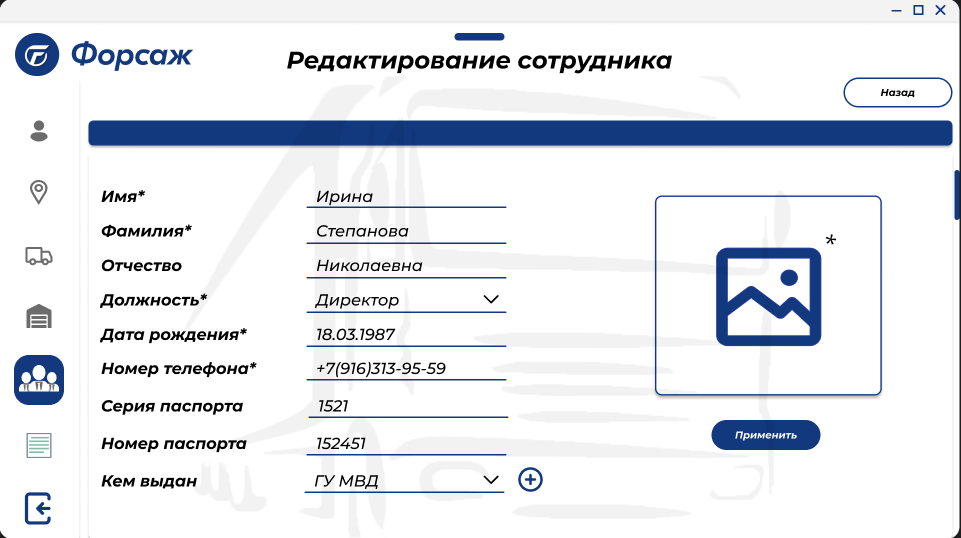 Форсаж
Редактирование сотрудника
Назад
Имя* Ирина
Фамилия* Степанова
Отчество Николаевна
Должность* Директор
Дата рождения* 18.03.1987
Номер телефона* +7(916)313-95-59
Серия паспорта 1521
Номер паспорта 152451
Кем выдан ГУ МВД
*
Применить